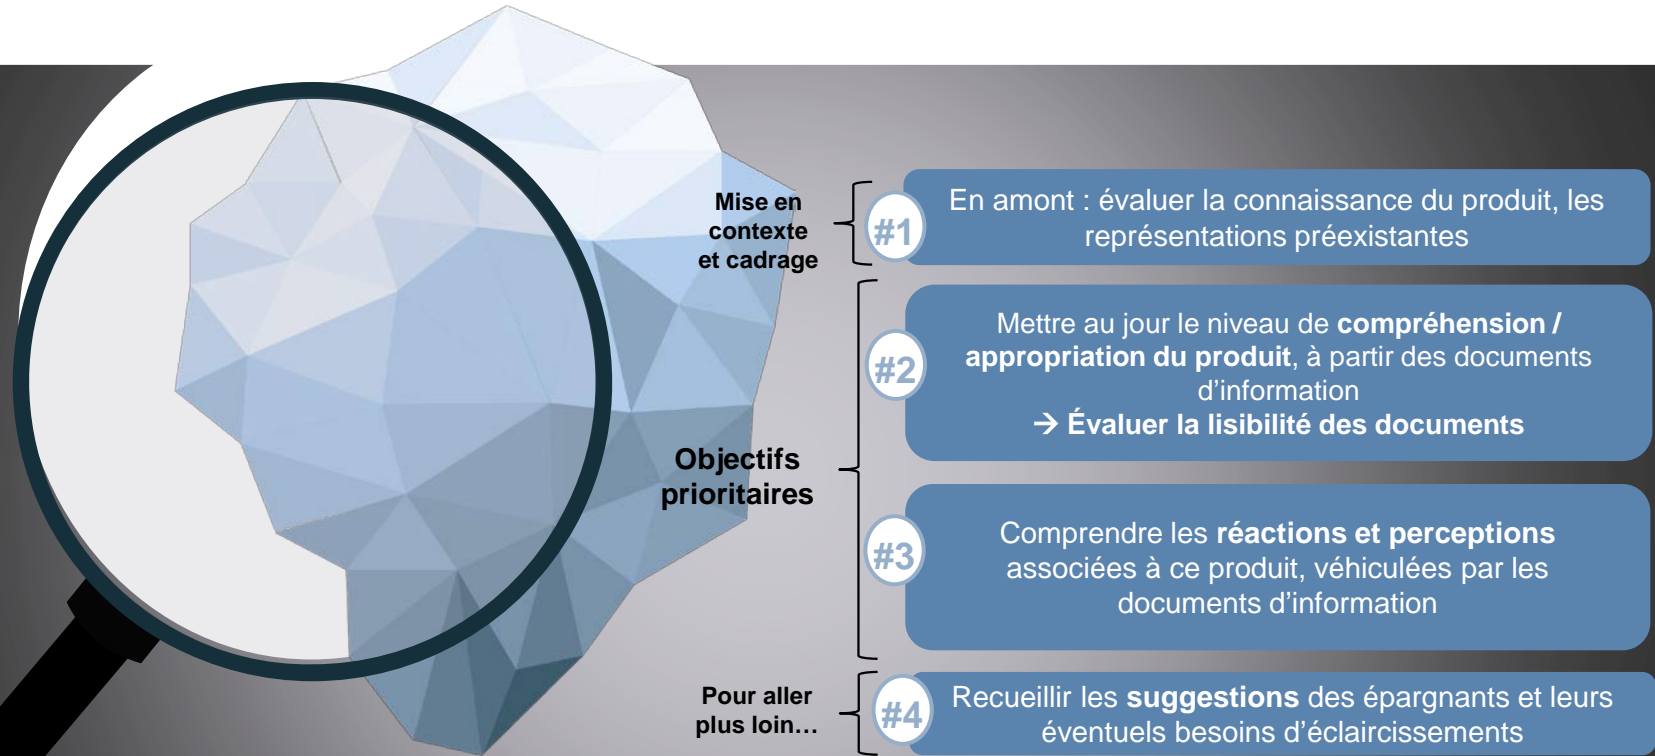 Mise en
contexte
et cadrage
#1
En amont : évaluer la connaissance du produit, les
représentations préexistantes
Objectifs
prioritaires
#2
Mettre au jour le niveau de compréhension /
appropriation du produit, à partir des documents
d’information
→ Évaluer la lisibilité des documents
#3
Comprendre les réactions et perceptions
associées à ce produit, véhiculées par les
documents d’information
Pour aller
plus loin…
#4
Recueillir les suggestions des épargnants et leurs
éventuels besoins d’éclaircissements